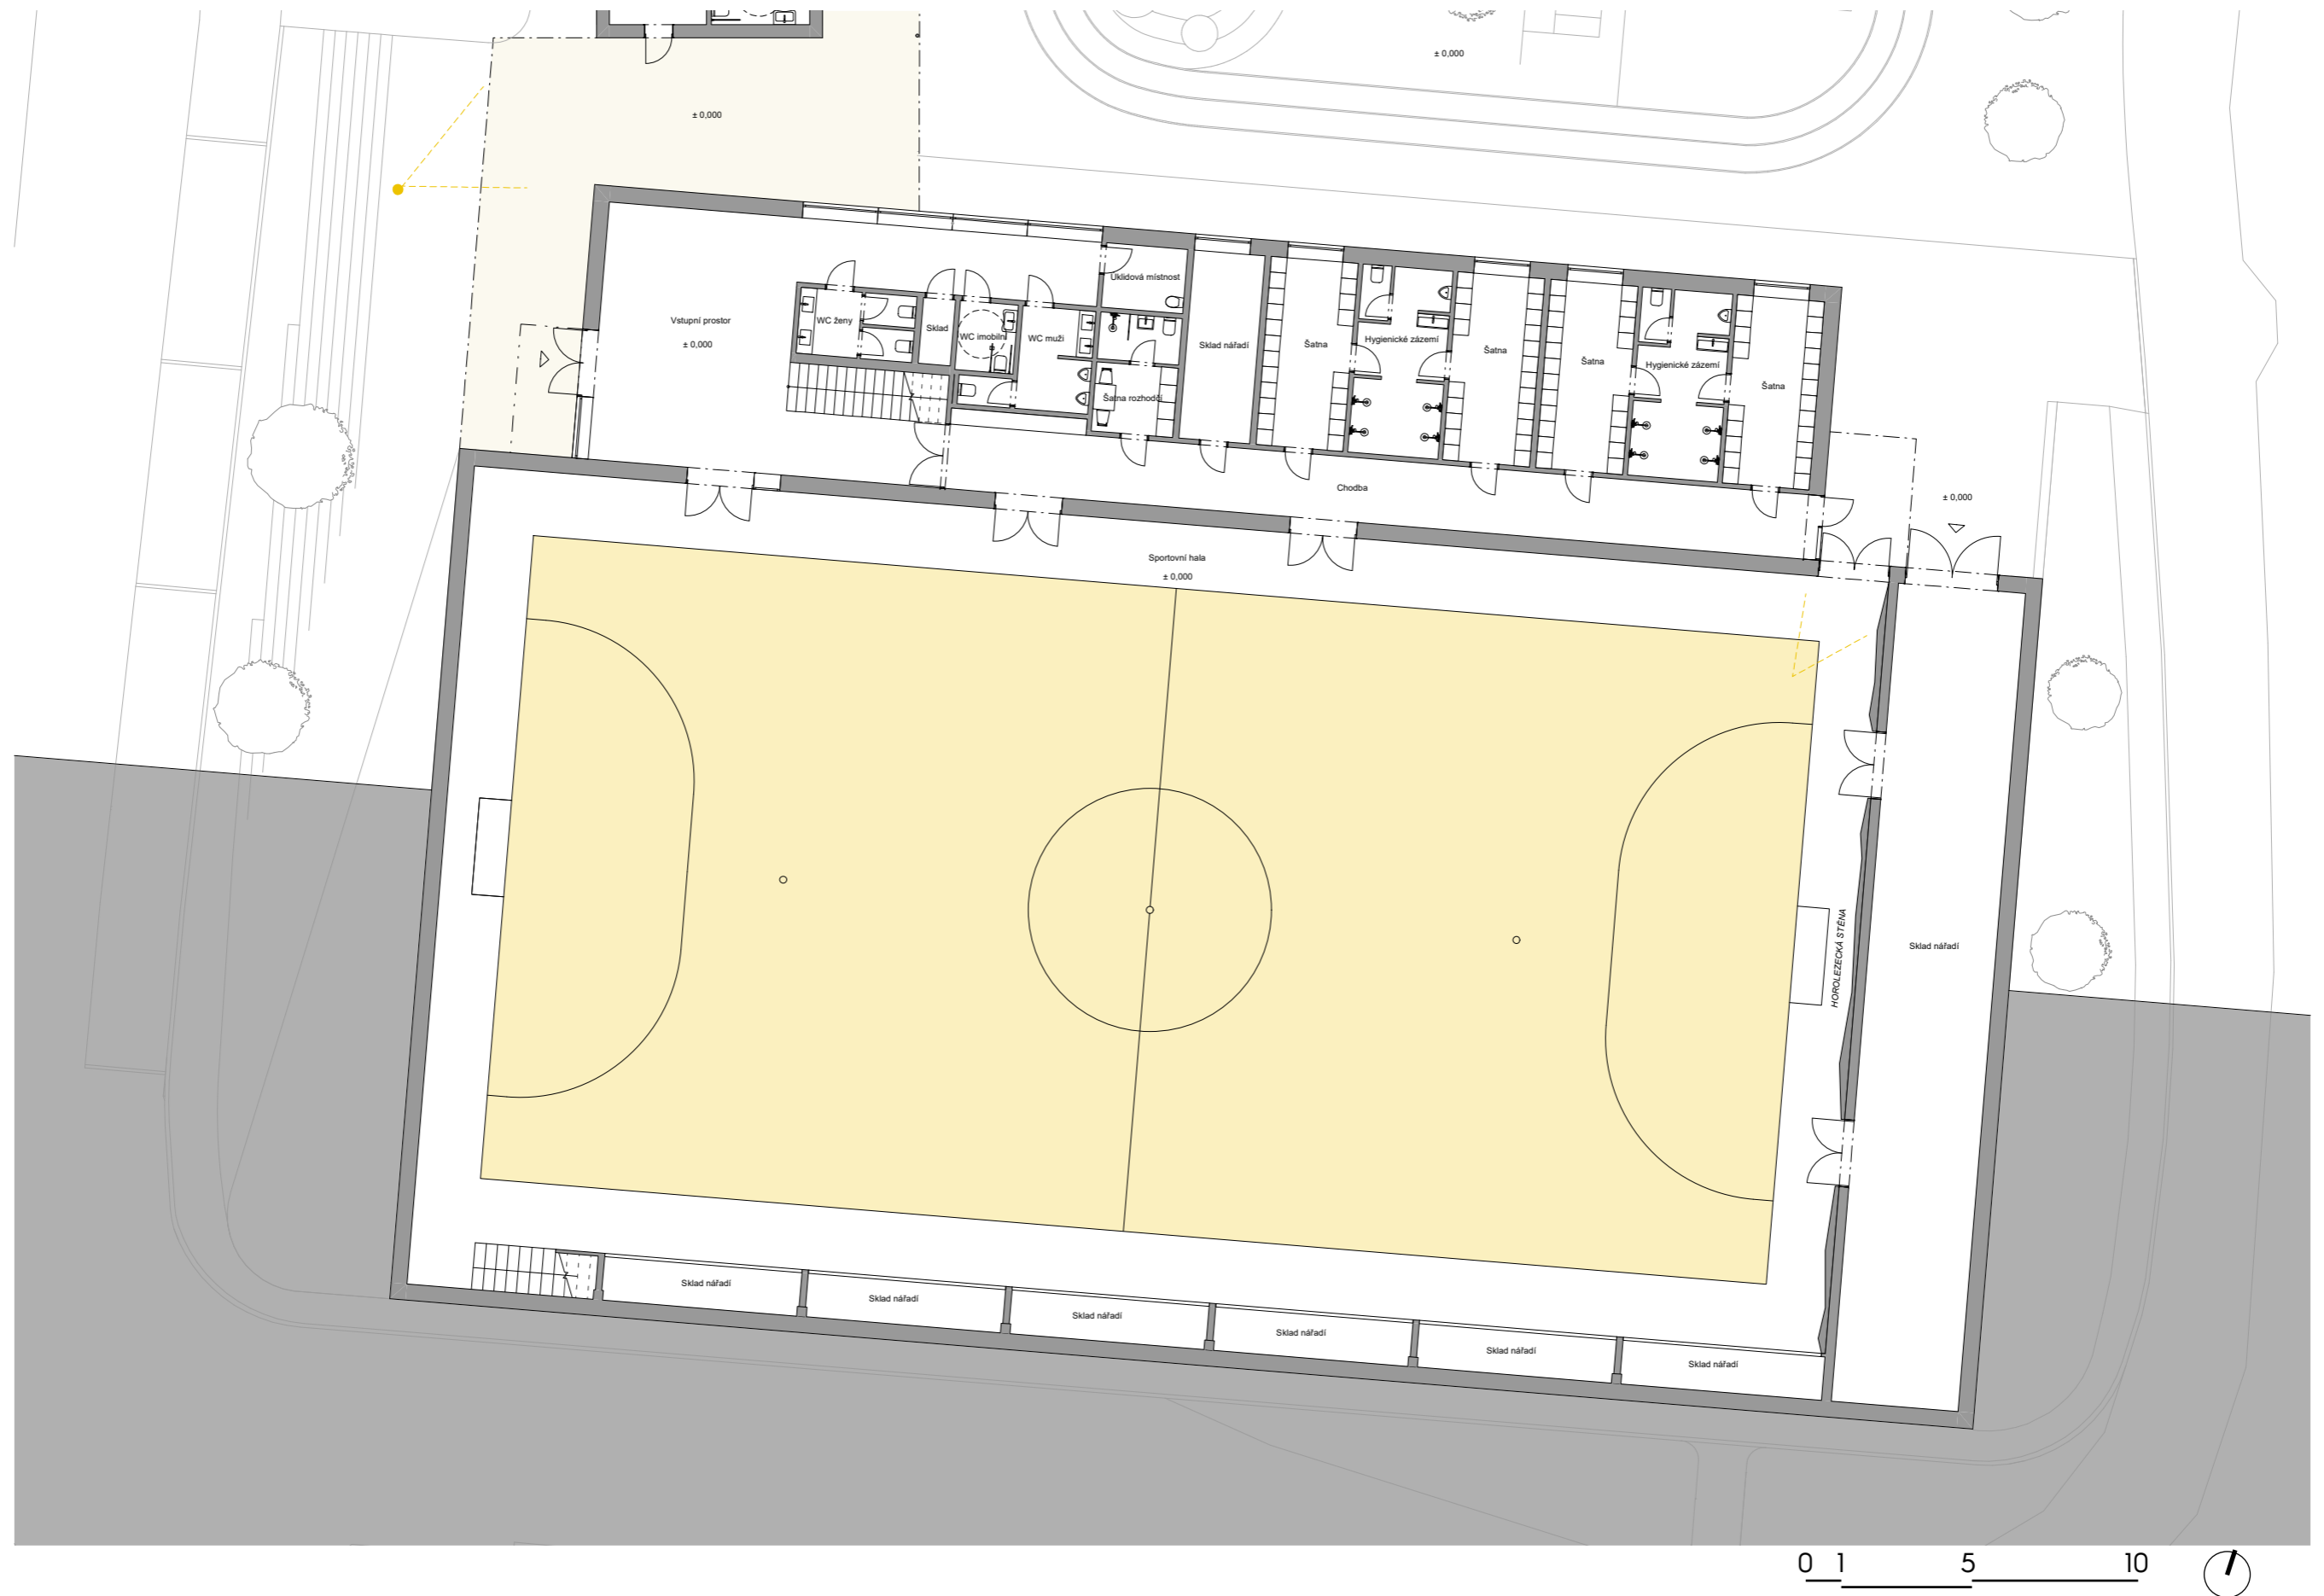 ± 0,000
± 0,000
Úklidová místnost
Vstupní prostor
± 0,000
WC ženy
Sklad
WC imobilní
WC muži
Šatna rozhodčí
Sklad nářadí
Šatna
Hygienické zázemí
Šatna
Šatna
Hygienické zázemí
Šatna
Chodba
± 0,000
Sportovní hala
± 0,000
HOROLEZECKÁ STĚNA
Sklad nářadí
Sklad nářadí
Sklad nářadí
Sklad nářadí
Sklad nářadí
Sklad nářadí
Sklad nářadí
0 1 5 10